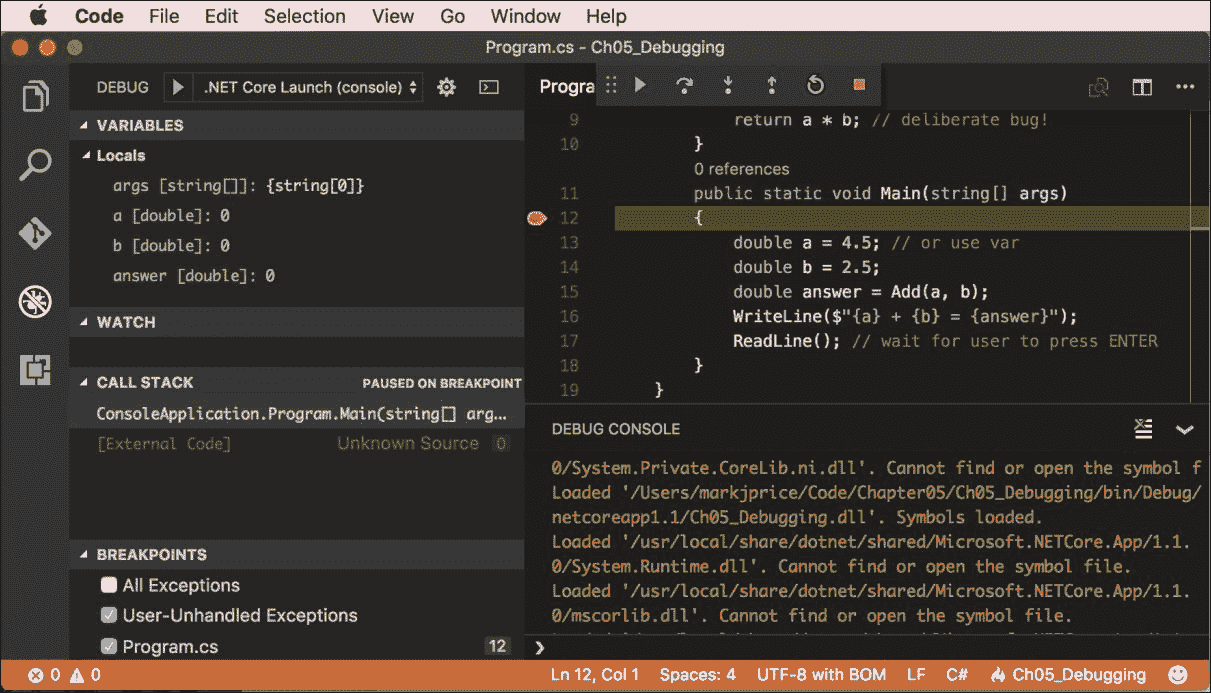 Code File Edit Selection View Go Window Help
Program.cs - Ch05_Debugging
DEBUG .NET Core Launch (console)
VARIABLES
Locals
args [string[]]: {string[0]}
a [double]: 0
b [double]: 0
answer [double]: 0
WATCH
CALL STACK PAUSED ON BREAKPOINT
ConsoleApplication.Program.Main(string[] arg...
[External Code] Unknown Source 0
BREAKPOINTS
All Exceptions
User-Unhandled Exceptions
Program.cs 12
Progra
9 return a * b; // deliberate bug!
10 }
0 references
11 public static void Main(string[] args)
12 {
13 double a = 4.5; // or use var
14 double b = 2.5;
15 double answer = Add(a, b);
16 WriteLine($"{a} + {b} = {answer}");
17 ReadLine(); // wait for user to press ENTER
18 }
19 }
DEBUG CONSOLE
0/System.Private.CoreLib.ni.dll'. Cannot find or open the symbol f
Loaded '/Users/markjprice/Code/Chapter05/Ch05_Debugging/bin/Debug/
netcoreapp1.1/Ch05_Debugging.dll'. Symbols loaded.
Loaded '/usr/local/share/dotnet/shared/Microsoft.NETCore.App/1.1.
0/System.Runtime.dll'. Cannot find or open the symbol file.
Loaded '/usr/local/share/dotnet/shared/Microsoft.NETCore.App/1.1.
0/mscorlib.dll'. Cannot find or open the symbol file.
0 0 Ln 12, Col 1 Spaces: 4 UTF-8 with BOM LF C# Ch05_Debugging